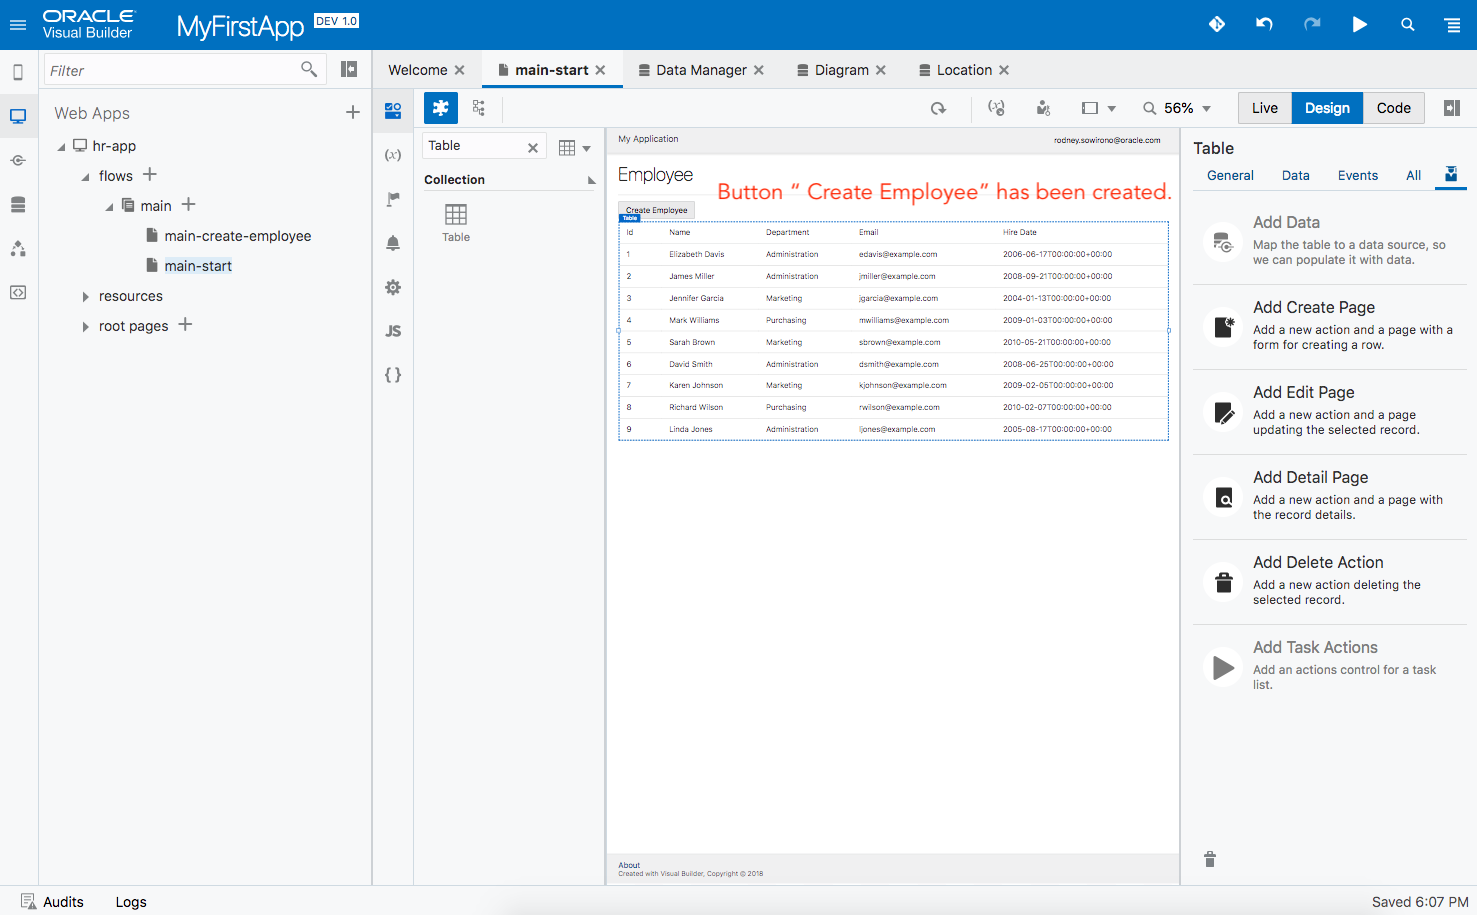 ORACLE
Visual Builder
MyFirstApp
DEV 1.0
Filter
Welcome
main-start
Data Manager
Diagram
Location
Web Apps
hr-app
flows
main
main-create-employee
main-start
resources
root pages
(x)
JS
{ }
56%
Live
Design
Code
Table
Collection
Table
My Application
rodney.sowirono@oracle.com
Employee
Button “ Create Employee” has been created.
Create Employee
Table
Id Name Department Email Hire Date
1 Elizabeth Davis Administration edavis@example.com 2006-06-17T00:00:00+00:00
2 James Miller Administration jmiller@example.com 2008-09-21T00:00:00+00:00
3 Jennifer Garcia Marketing jgarcia@example.com 2004-01-13T00:00:00+00:00
4 Mark Williams Purchasing mwilliams@example.com 2009-01-03T00:00:00+00:00
5 Sarah Brown Marketing sbrown@example.com 2010-05-21T00:00:00+00:00
6 David Smith Administration dsmith@example.com 2008-06-25T00:00:00+00:00
7 Karen Johnson Marketing kjohnson@example.com 2009-02-05T00:00:00+00:00
8 Richard Wilson Purchasing rwilson@example.com 2010-02-07T00:00:00+00:00
9 Linda Jones Administration ljones@example.com 2005-08-17T00:00:00+00:00
About
Created with Visual Builder, Copyright © 2018
Table
General Data Events All
Add Data
Map the table to a data source, so
we can populate it with data.
Add Create Page
Add a new action and a page with a
form for creating a row.
Add Edit Page
Add a new action and a page
updating the selected record.
Add Detail Page
Add a new action and a page with
the record details.
Add Delete Action
Add a new action deleting the
selected record.
Add Task Actions
Add an actions control for a task
list.
Audits
Logs
Saved 6:07 PM